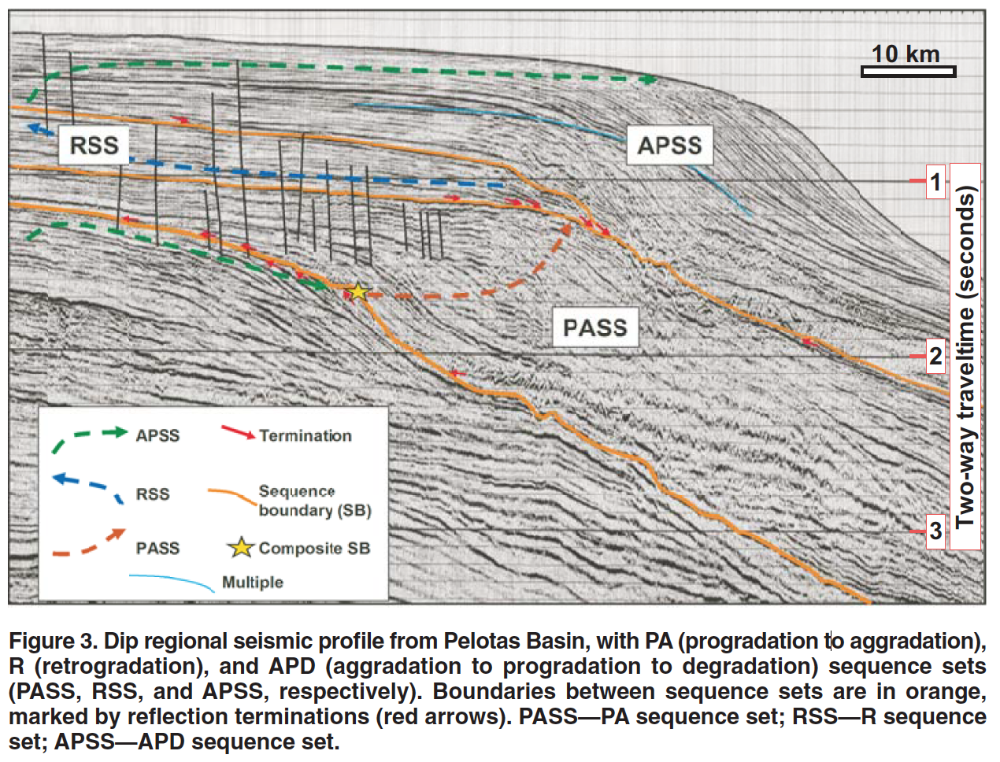 10 km
RSS
APSS
1
PASS
2
3
Two-way traveltime (seconds)
APSS
Termination
RSS
Sequence
boundary (SB)
PASS
Composite SB
Multiple
Figure 3. Dip regional seismic profile from Pelotas Basin, with PA (progradation to aggradation),
R (retrogradation), and APD (aggradation to progradation to degradation) sequence sets
(PASS, RSS, and APSS, respectively). Boundaries between sequence sets are in orange,
marked by reflection terminations (red arrows). PASS—PA sequence set; RSS—R sequence
set; APSS—APD sequence set.